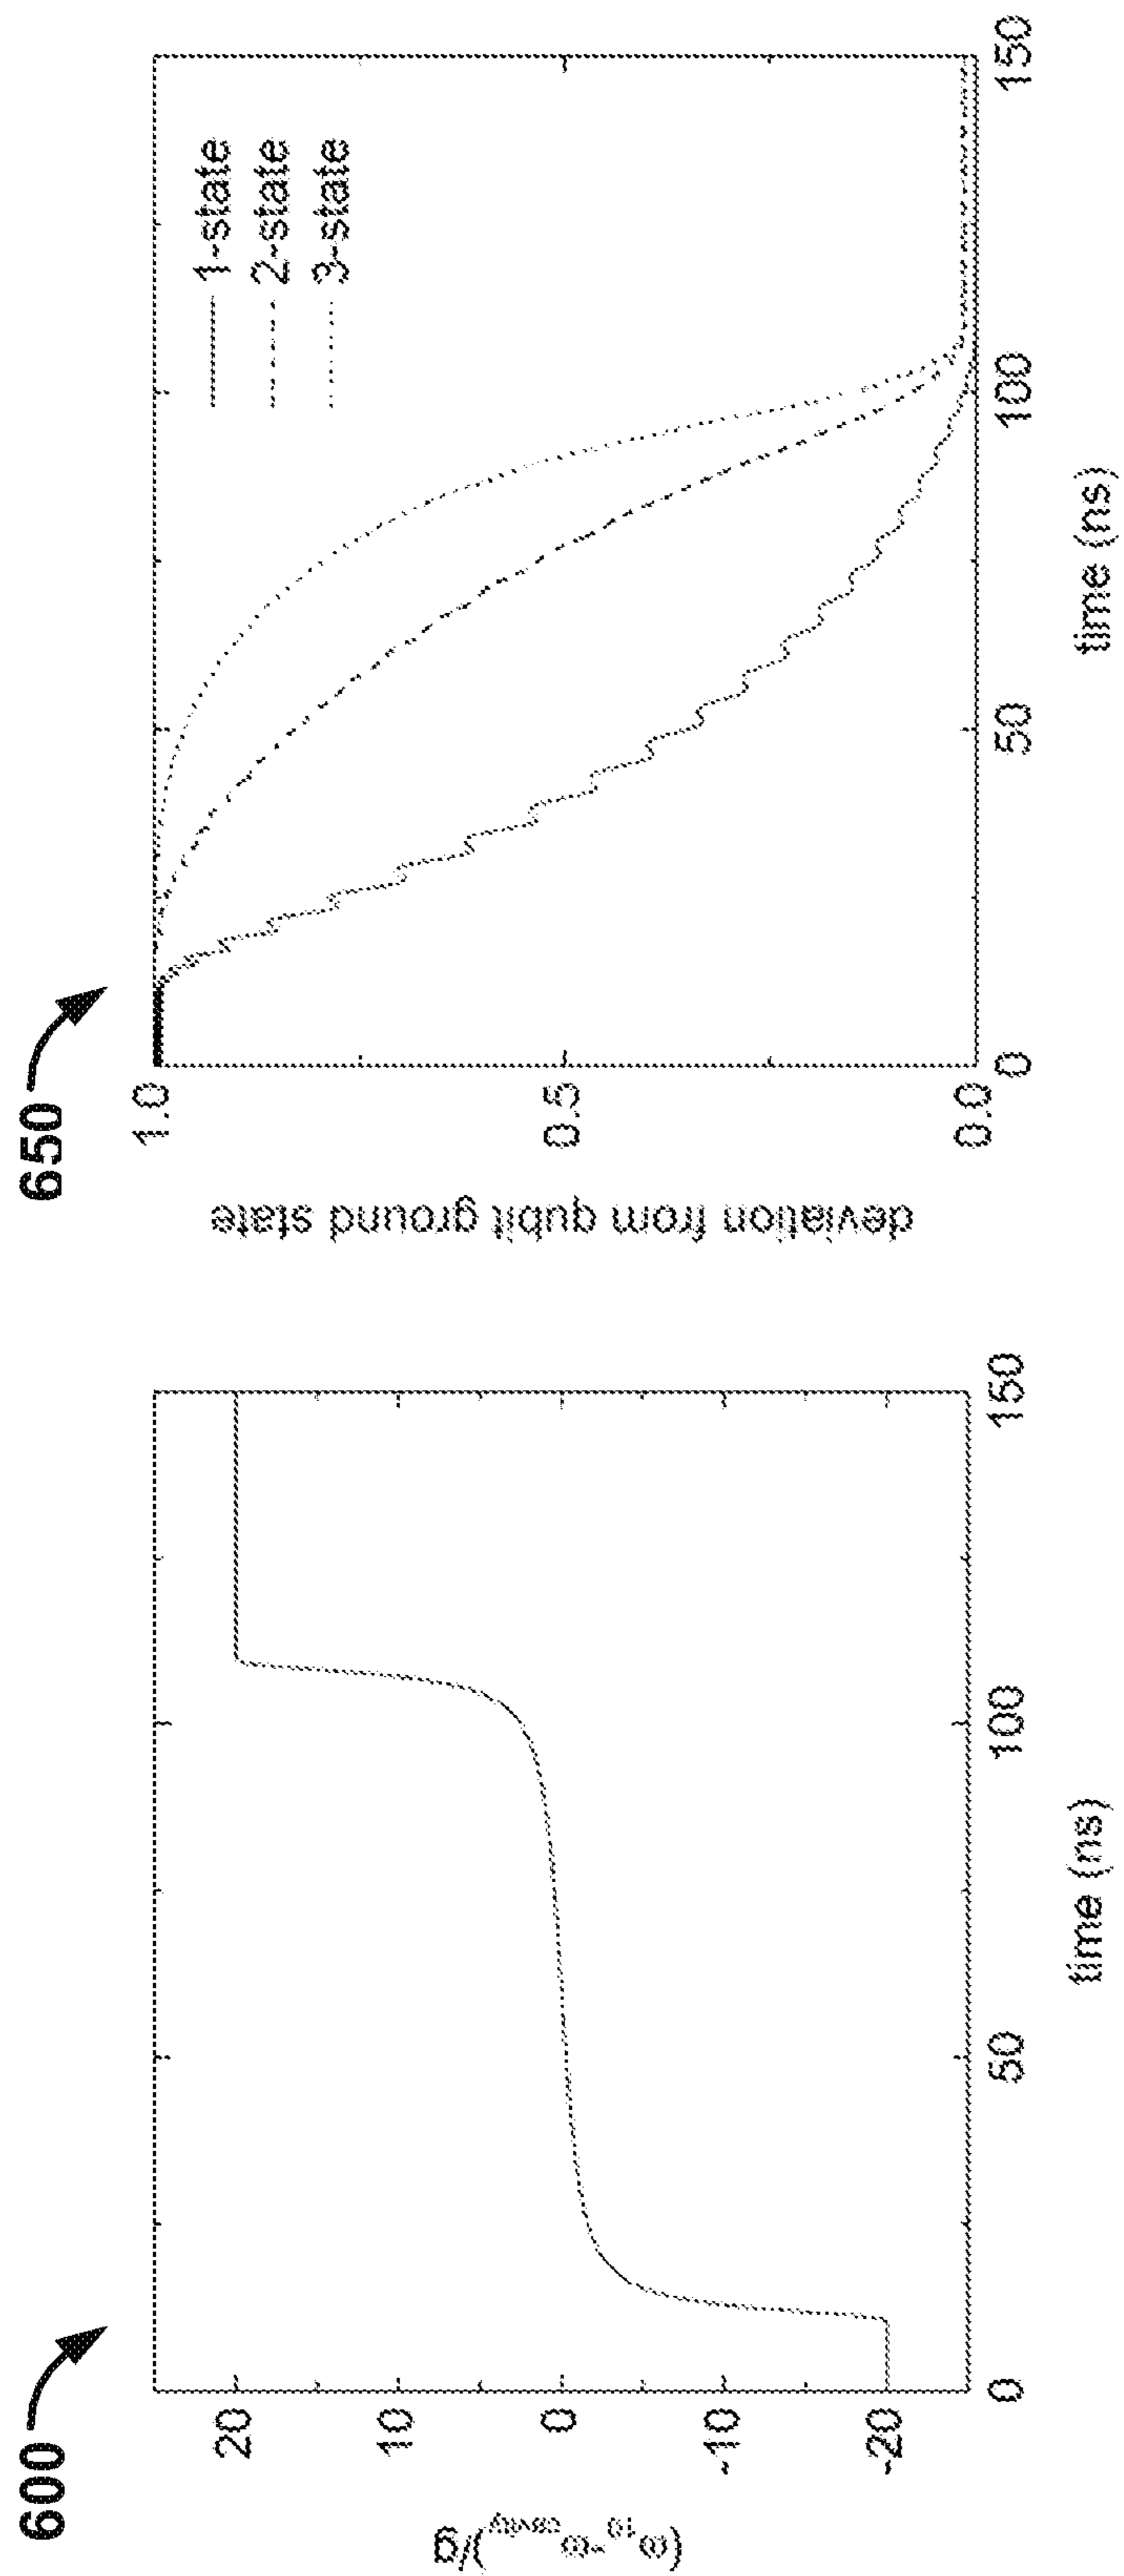 600
20
10
0
-10
-20
(ω10-ωcavity)/g
0
50
100
150
time (ns)
650
1.0
0.5
0.0
deviation from qubit ground state
1-state
2-state
3-state
0
50
100
150
time (ns)